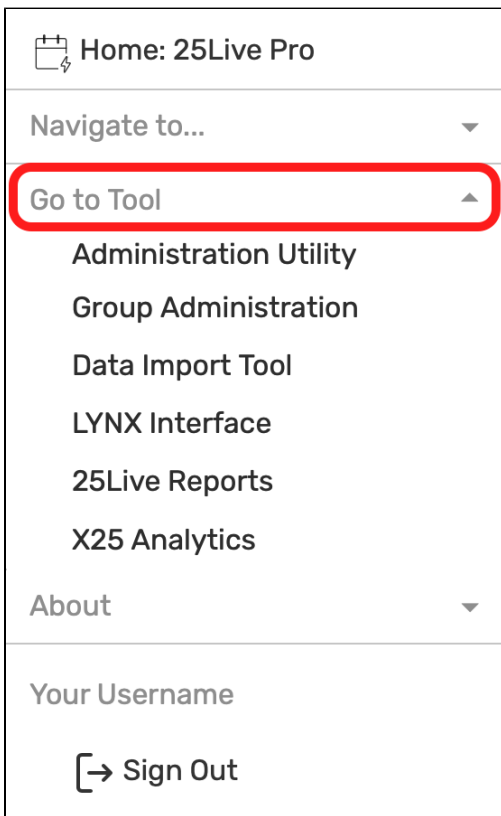 Home: 25Live Pro
Navigate to...
Go to Tool
Administration Utility
Group Administration
Data Import Tool
LYNX Interface
25Live Reports
X25 Analytics
About
Your Username
Sign Out